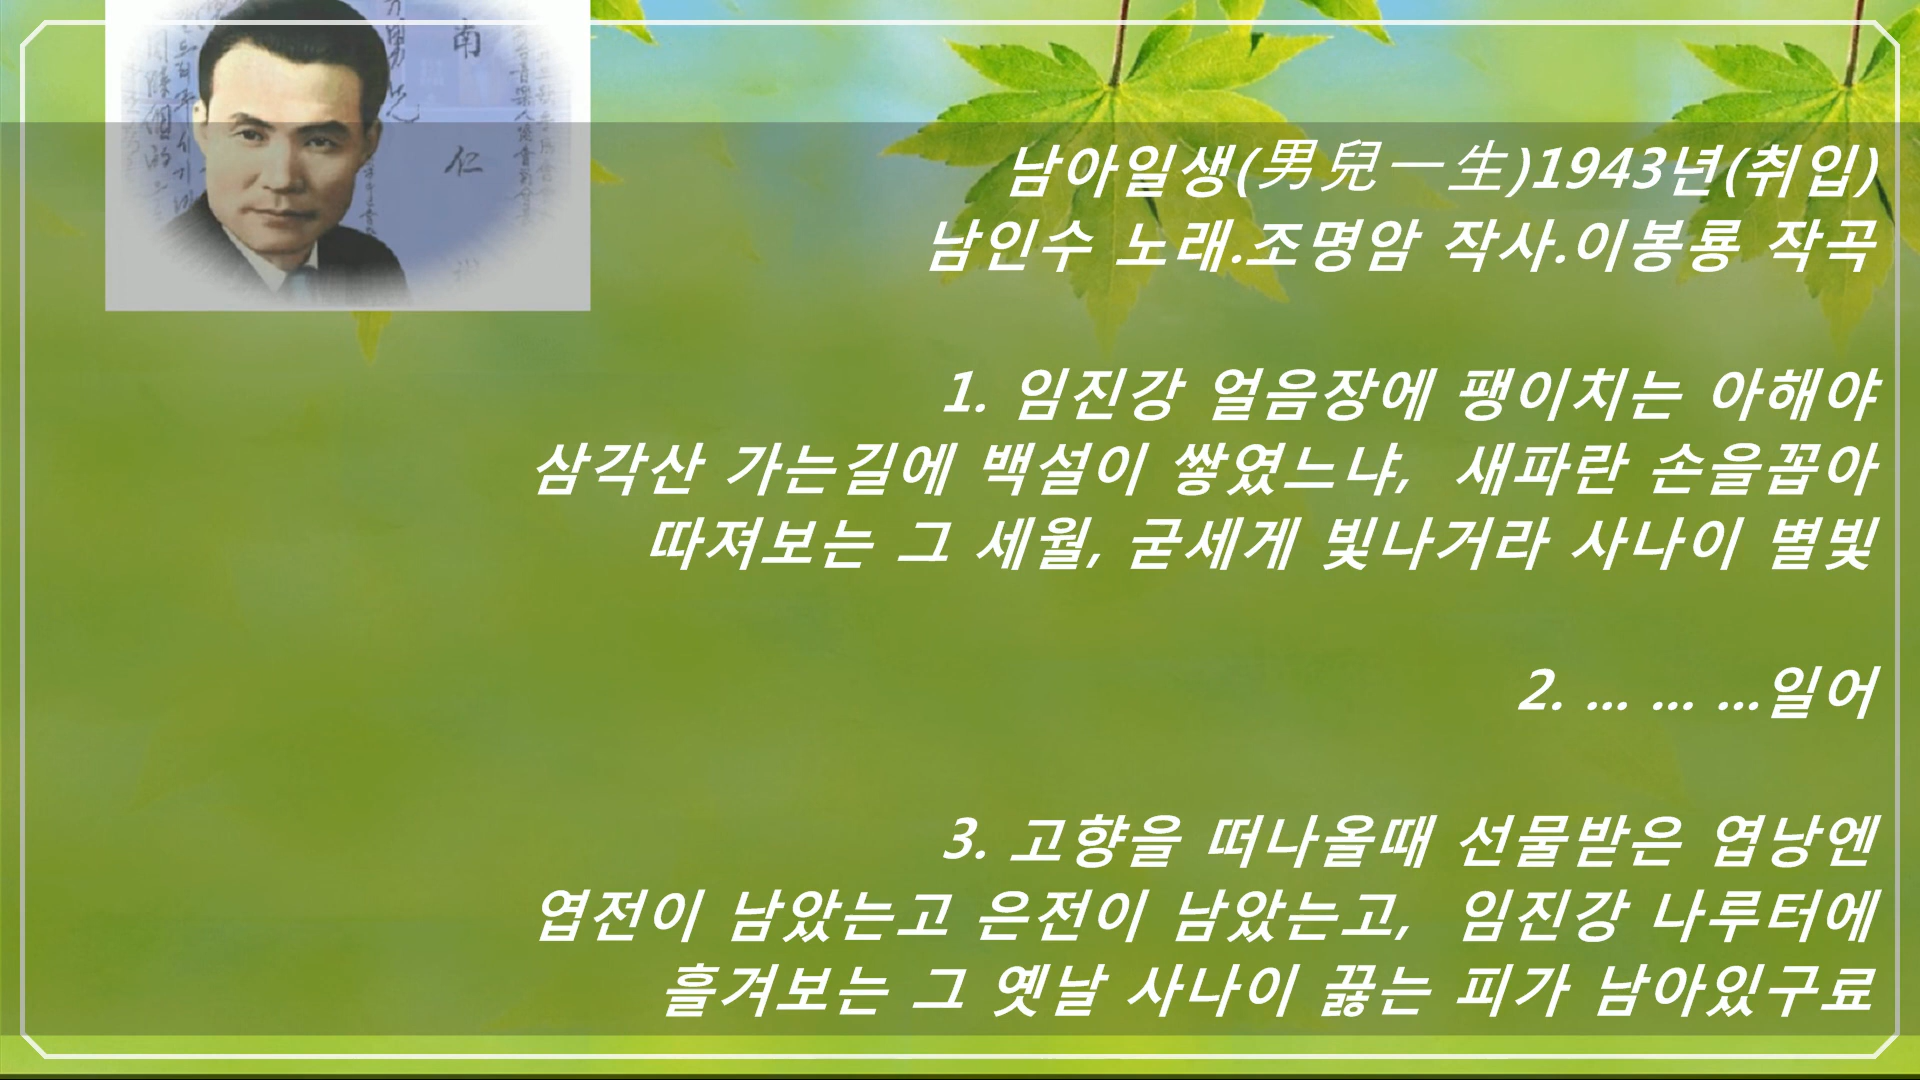 南
仁
남아일생(男兒一生)1943년(취입)
남인수 노래.조명암 작사.이봉룡 작곡
1. 임진강 얼음장에 팽이치는 아해야
삼각산 가는길에 백설이 쌓였느냐, 새파란 손을꼽아
따져보는 그 세월, 굳세게 빛나거라 사나이 별빛
2. ... ... ...일어
3. 고향을 떠나올때 선물받은 엽낭엔
엽전이 남았는고 은전이 남았는고, 임진강 나루터에
흘겨보는 그 옛날 사나이 끓는 피가 남아있구료